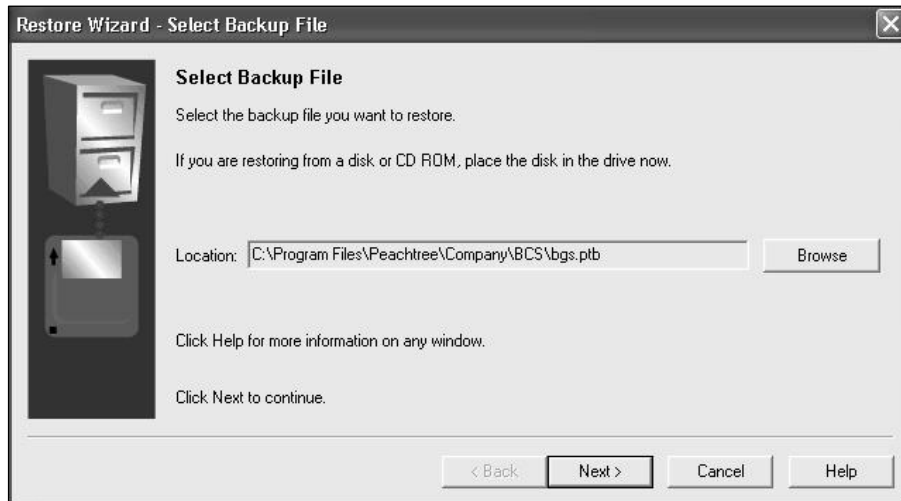 Restore Wizard - Select Backup File
Select Backup File
Select the backup file you want to restore.
If you are restoring from a disk or CD ROM, place the disk in the drive now.
Location: C:\Program Files\Peachtree\Company\BCS\bgs.ptb Browse
Click Help for more information on any window.
Click Next to continue.
< Back Next > Cancel Help